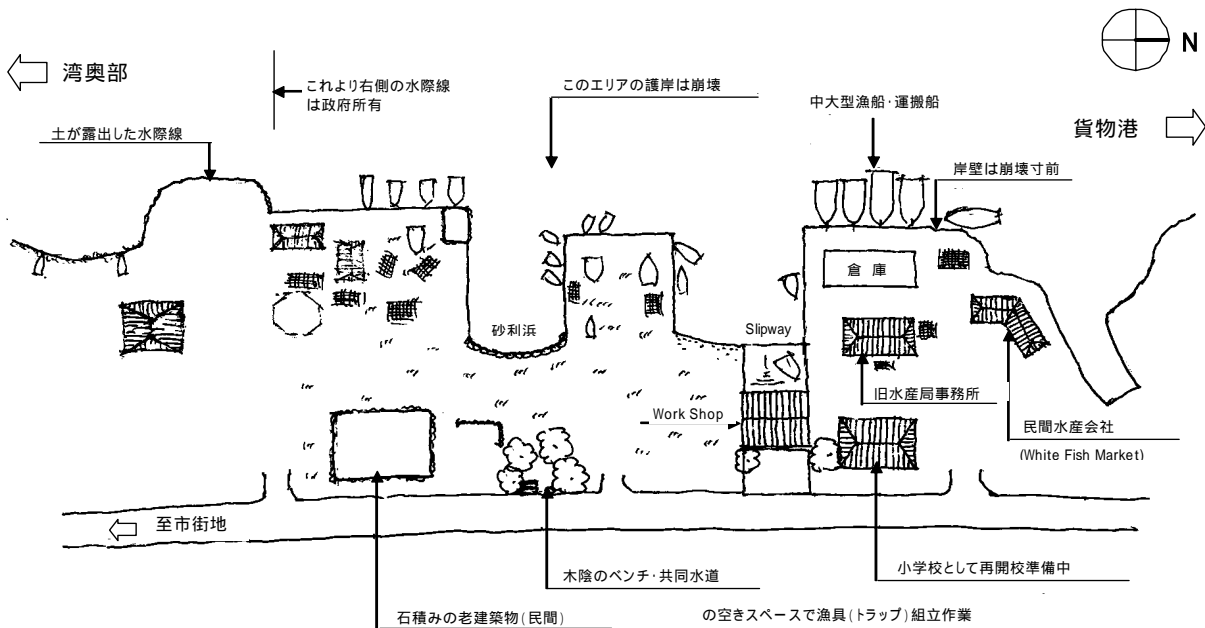 N
湾奥部
これより右側の水際線
は政府所有
このエリアの護岸は崩壊
中大型漁船・運搬船
貨物港
土が露出した水際線
岸壁は崩壊寸前
倉庫
砂利浜
Slipway
旧水産局事務所
Work Shop
民間水産会社
(White Fish Market)
至市街地
木陰のベンチ・共同水道
小学校として再開校準備中
石積みの老建築物(民間)
の空きスペースで漁具(トラップ)組立作業